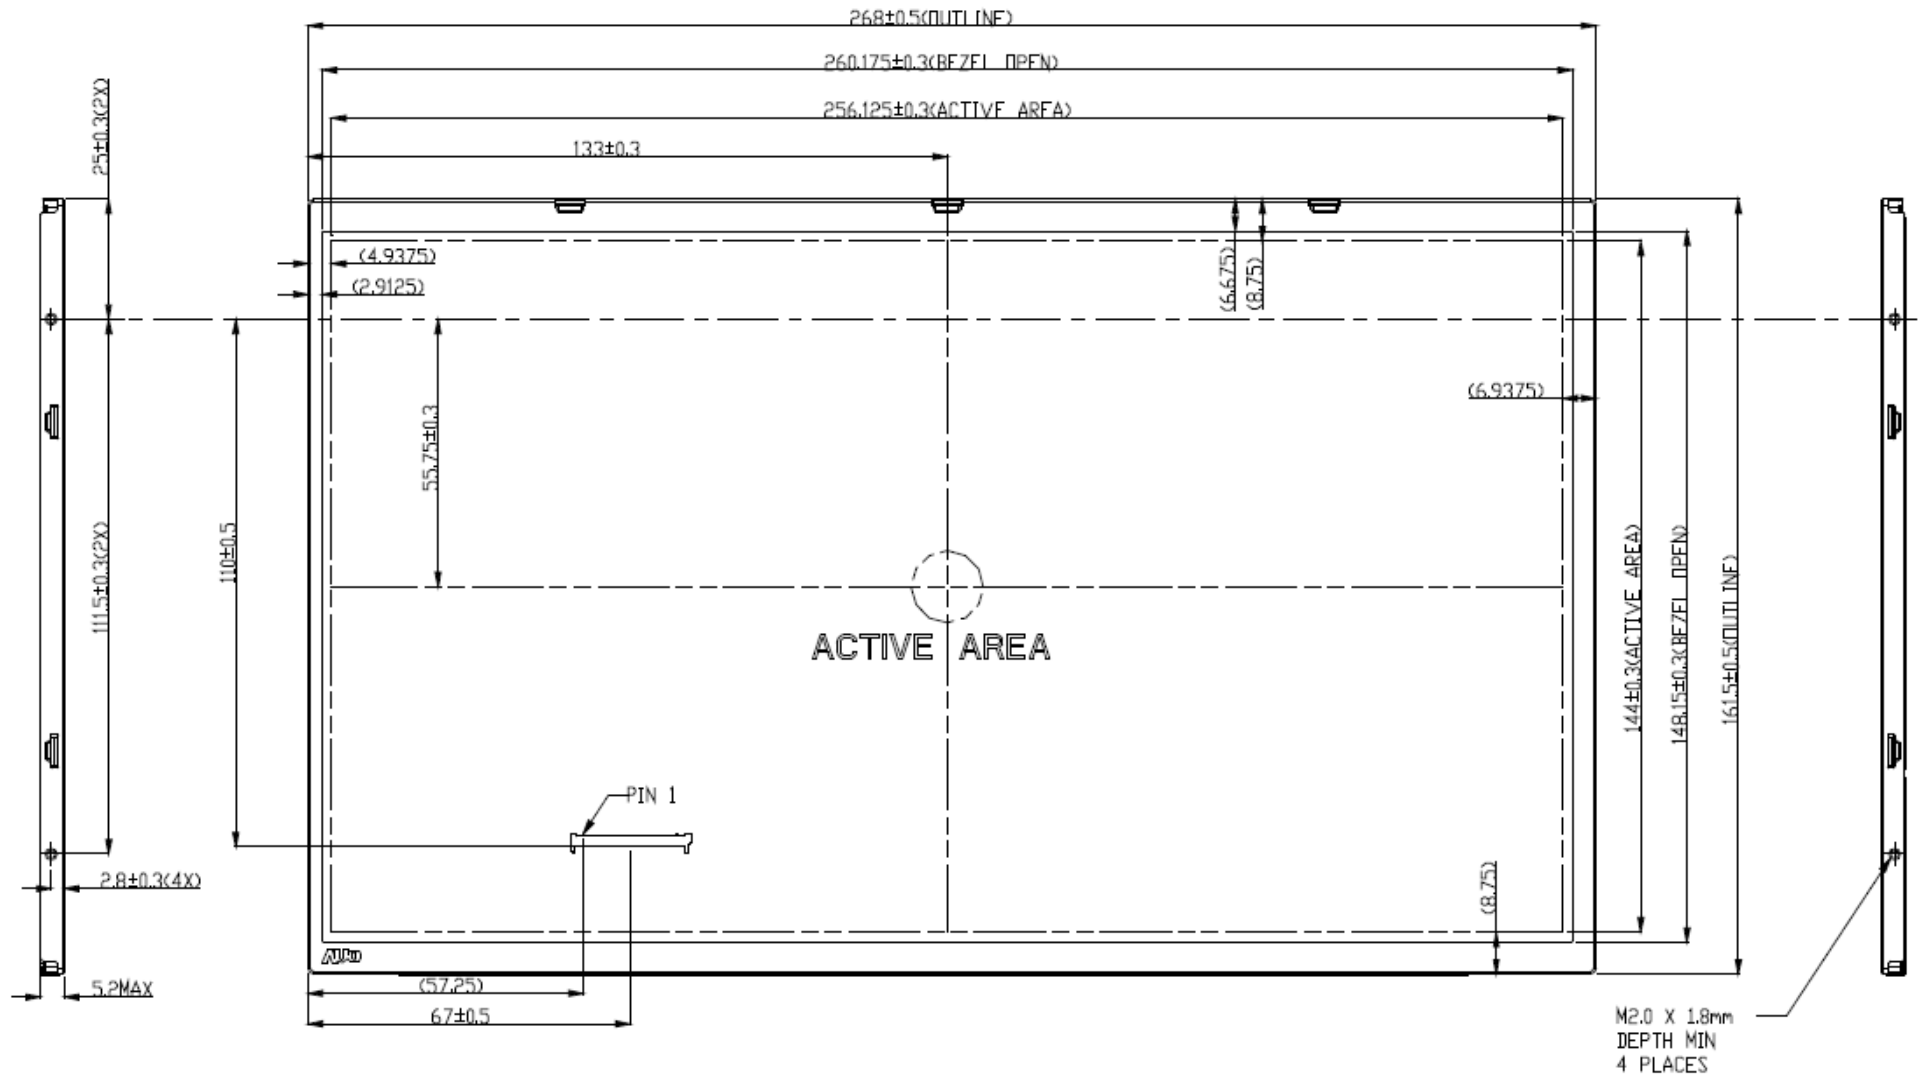 268±0.5(OUTLINE)
260.175±0.3(BEZEL OPEN)
256.125±0.3(ACTIVE AREA)
133±0.3
25±0.3(2X)
(4.9375)
(2.9125)
(6.675)
(8.75)
(6.9375)
55.75±0.3
110±0.5
111.5±0.3(2X)
144±0.3(ACTIVE AREA)
148.15±0.3(BEZEL OPEN)
161.5±0.5(OUTLINE)
ACTIVE AREA
PIN 1
2.8±0.3(4X)
(8.75)
AUO
5.2MAX
(57.25)
67±0.5
M2.0 X 1.8mm
DEPTH MIN
4 PLACES